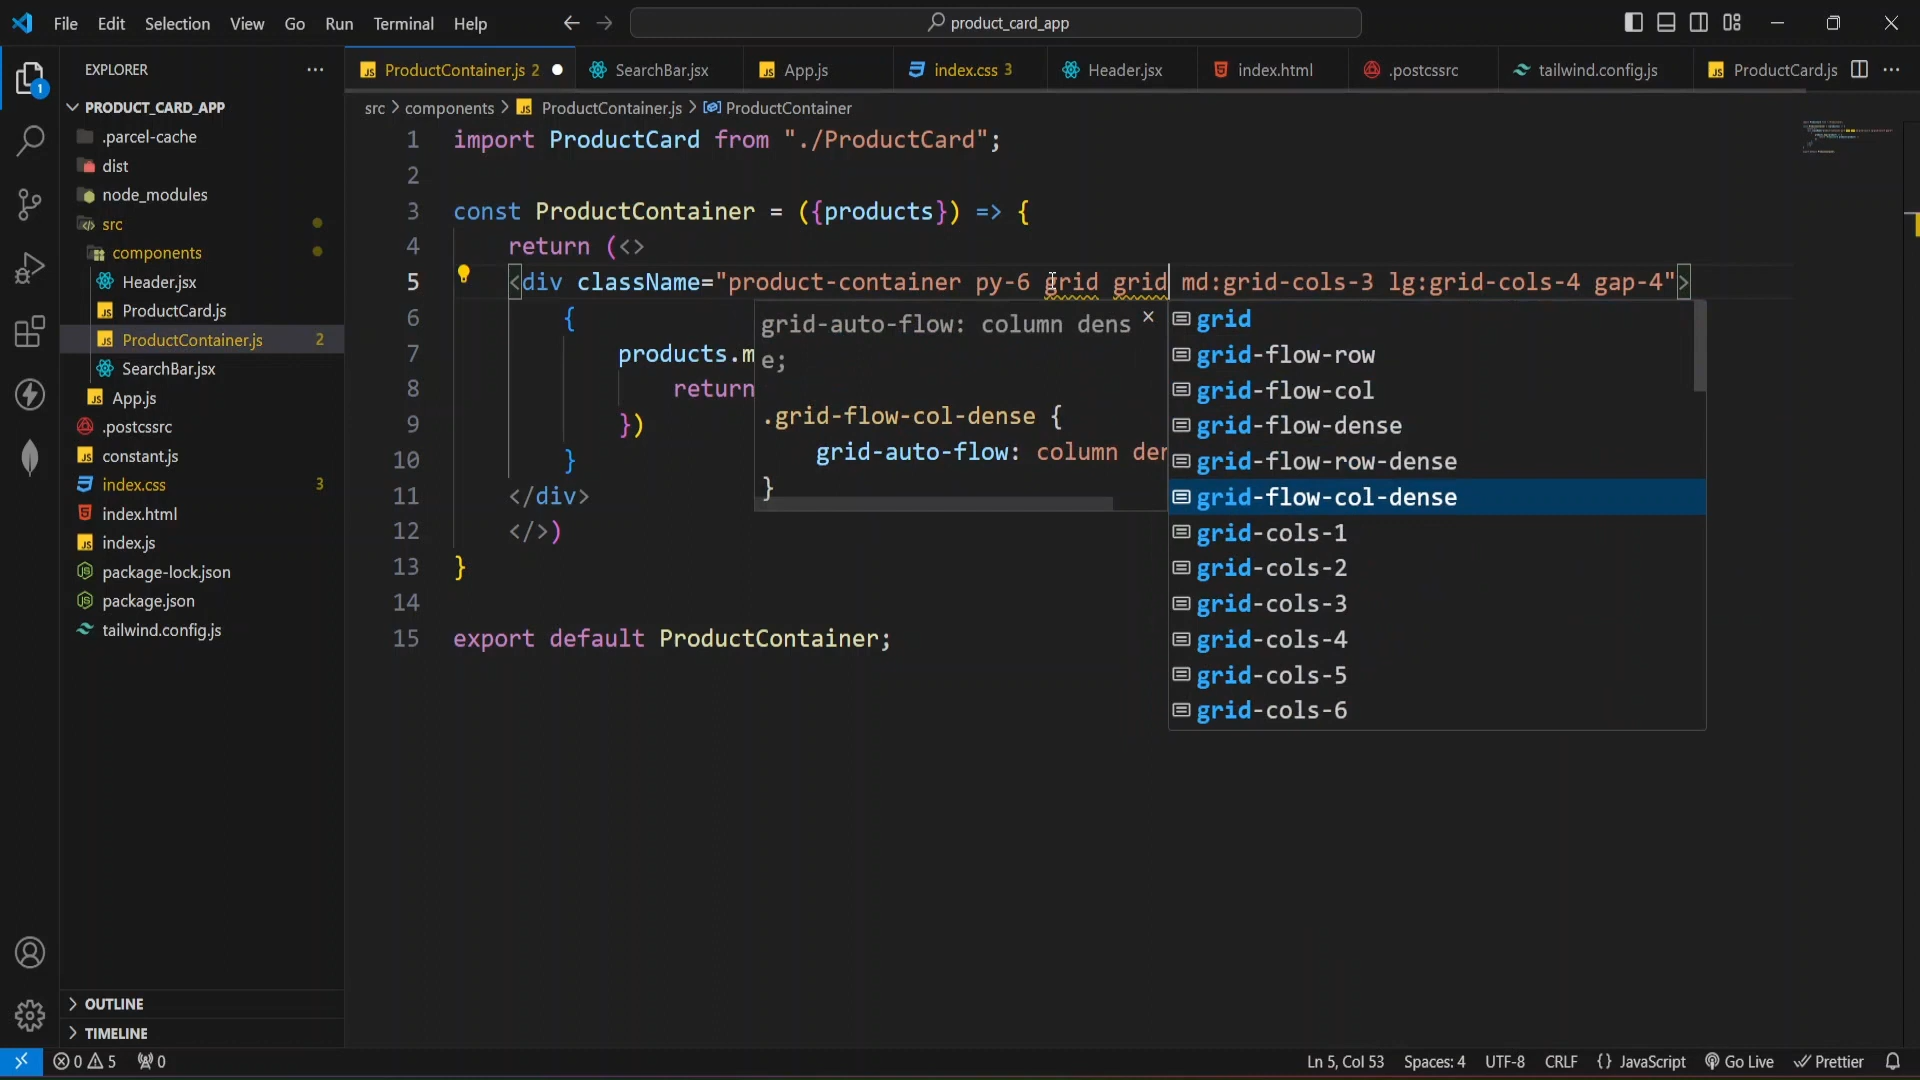 File Edit Selection View Go Run Terminal Help
product_card_app
EXPLORER
PRODUCT_CARD_APP
.parcel-cache
dist
node_modules
src
components
Header.jsx
ProductCard.js
ProductContainer.js 2
SearchBar.jsx
App.js
.postcssrc
constant.js
index.css 3
index.html
index.js
package-lock.json
package.json
tailwind.config.js
OUTLINE
TIMELINE
ProductContainer.js 2 SearchBar.jsx App.js index.css 3 Header.jsx index.html .postcssrc tailwind.config.js ProductCard.js
src > components > ProductContainer.js > ProductContainer
1 import ProductCard from "./ProductCard";
2
3 const ProductContainer = ({products}) => {
4 return (<>
5 <div className="product-container py-6 grid grid md:grid-cols-3 lg:grid-cols-4 gap-4">
6 {
7 products.m
8 return
9 })
10 }
11 </div>
12 </>)
13 }
14
15 export default ProductContainer;
grid-auto-flow: column dens
e;
.grid-flow-col-dense {
grid-auto-flow: column der
}
grid
grid-flow-row
grid-flow-col
grid-flow-dense
grid-flow-row-dense
grid-flow-col-dense
grid-cols-1
grid-cols-2
grid-cols-3
grid-cols-4
grid-cols-5
grid-cols-6
1
0 5 0 Ln 5, Col 53 Spaces: 4 UTF-8 CRLF {} JavaScript Go Live Prettier